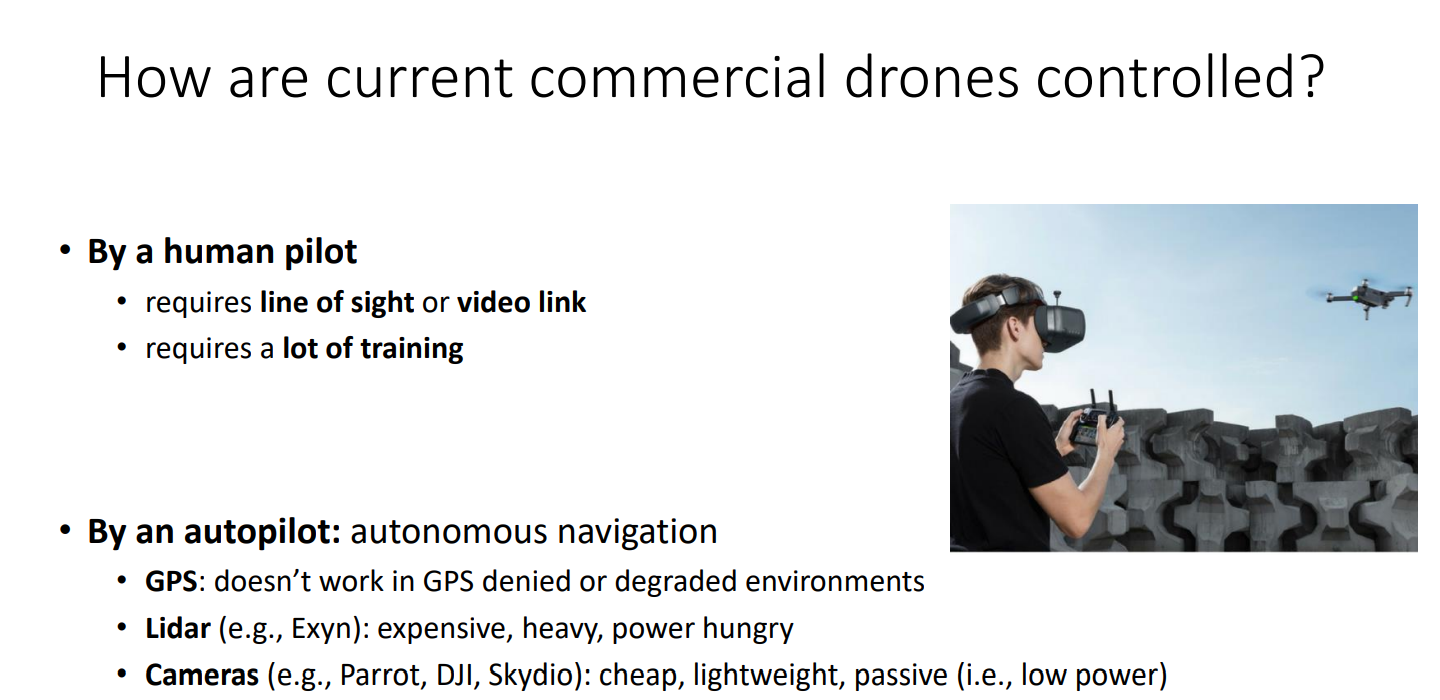 How are current commercial drones controlled?
• By a human pilot
• requires line of sight or video link
• requires a lot of training
• By an autopilot: autonomous navigation
• GPS: doesn’t work in GPS denied or degraded environments
• Lidar (e.g., Exyn): expensive, heavy, power hungry
• Cameras (e.g., Parrot, DJI, Skydio): cheap, lightweight, passive (i.e., low power)